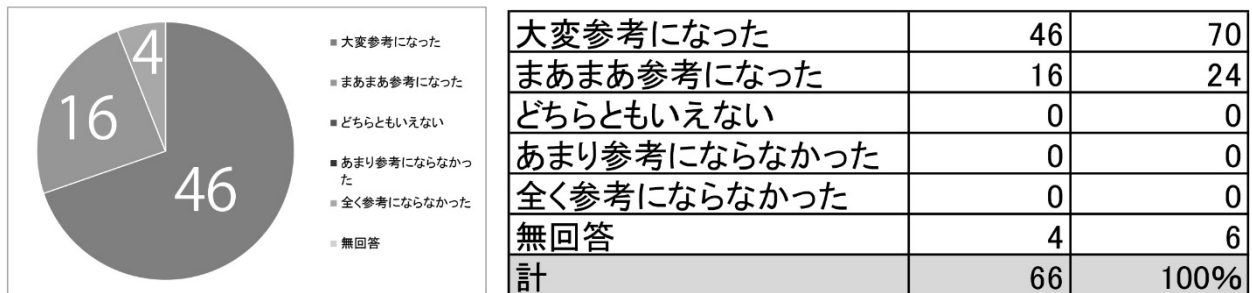 4
16
46
大変参考になった
まあまあ参考になった
どちらともいえない
あまり参考にならなかっ
た
全く参考にならなかった
無回答
大変参考になった 46 70
まあまあ参考になった 16 24
どちらともいえない 0 0
あまり参考にならなかった 0 0
全く参考にならなかった 0 0
無回答 4 6
計 66 100%